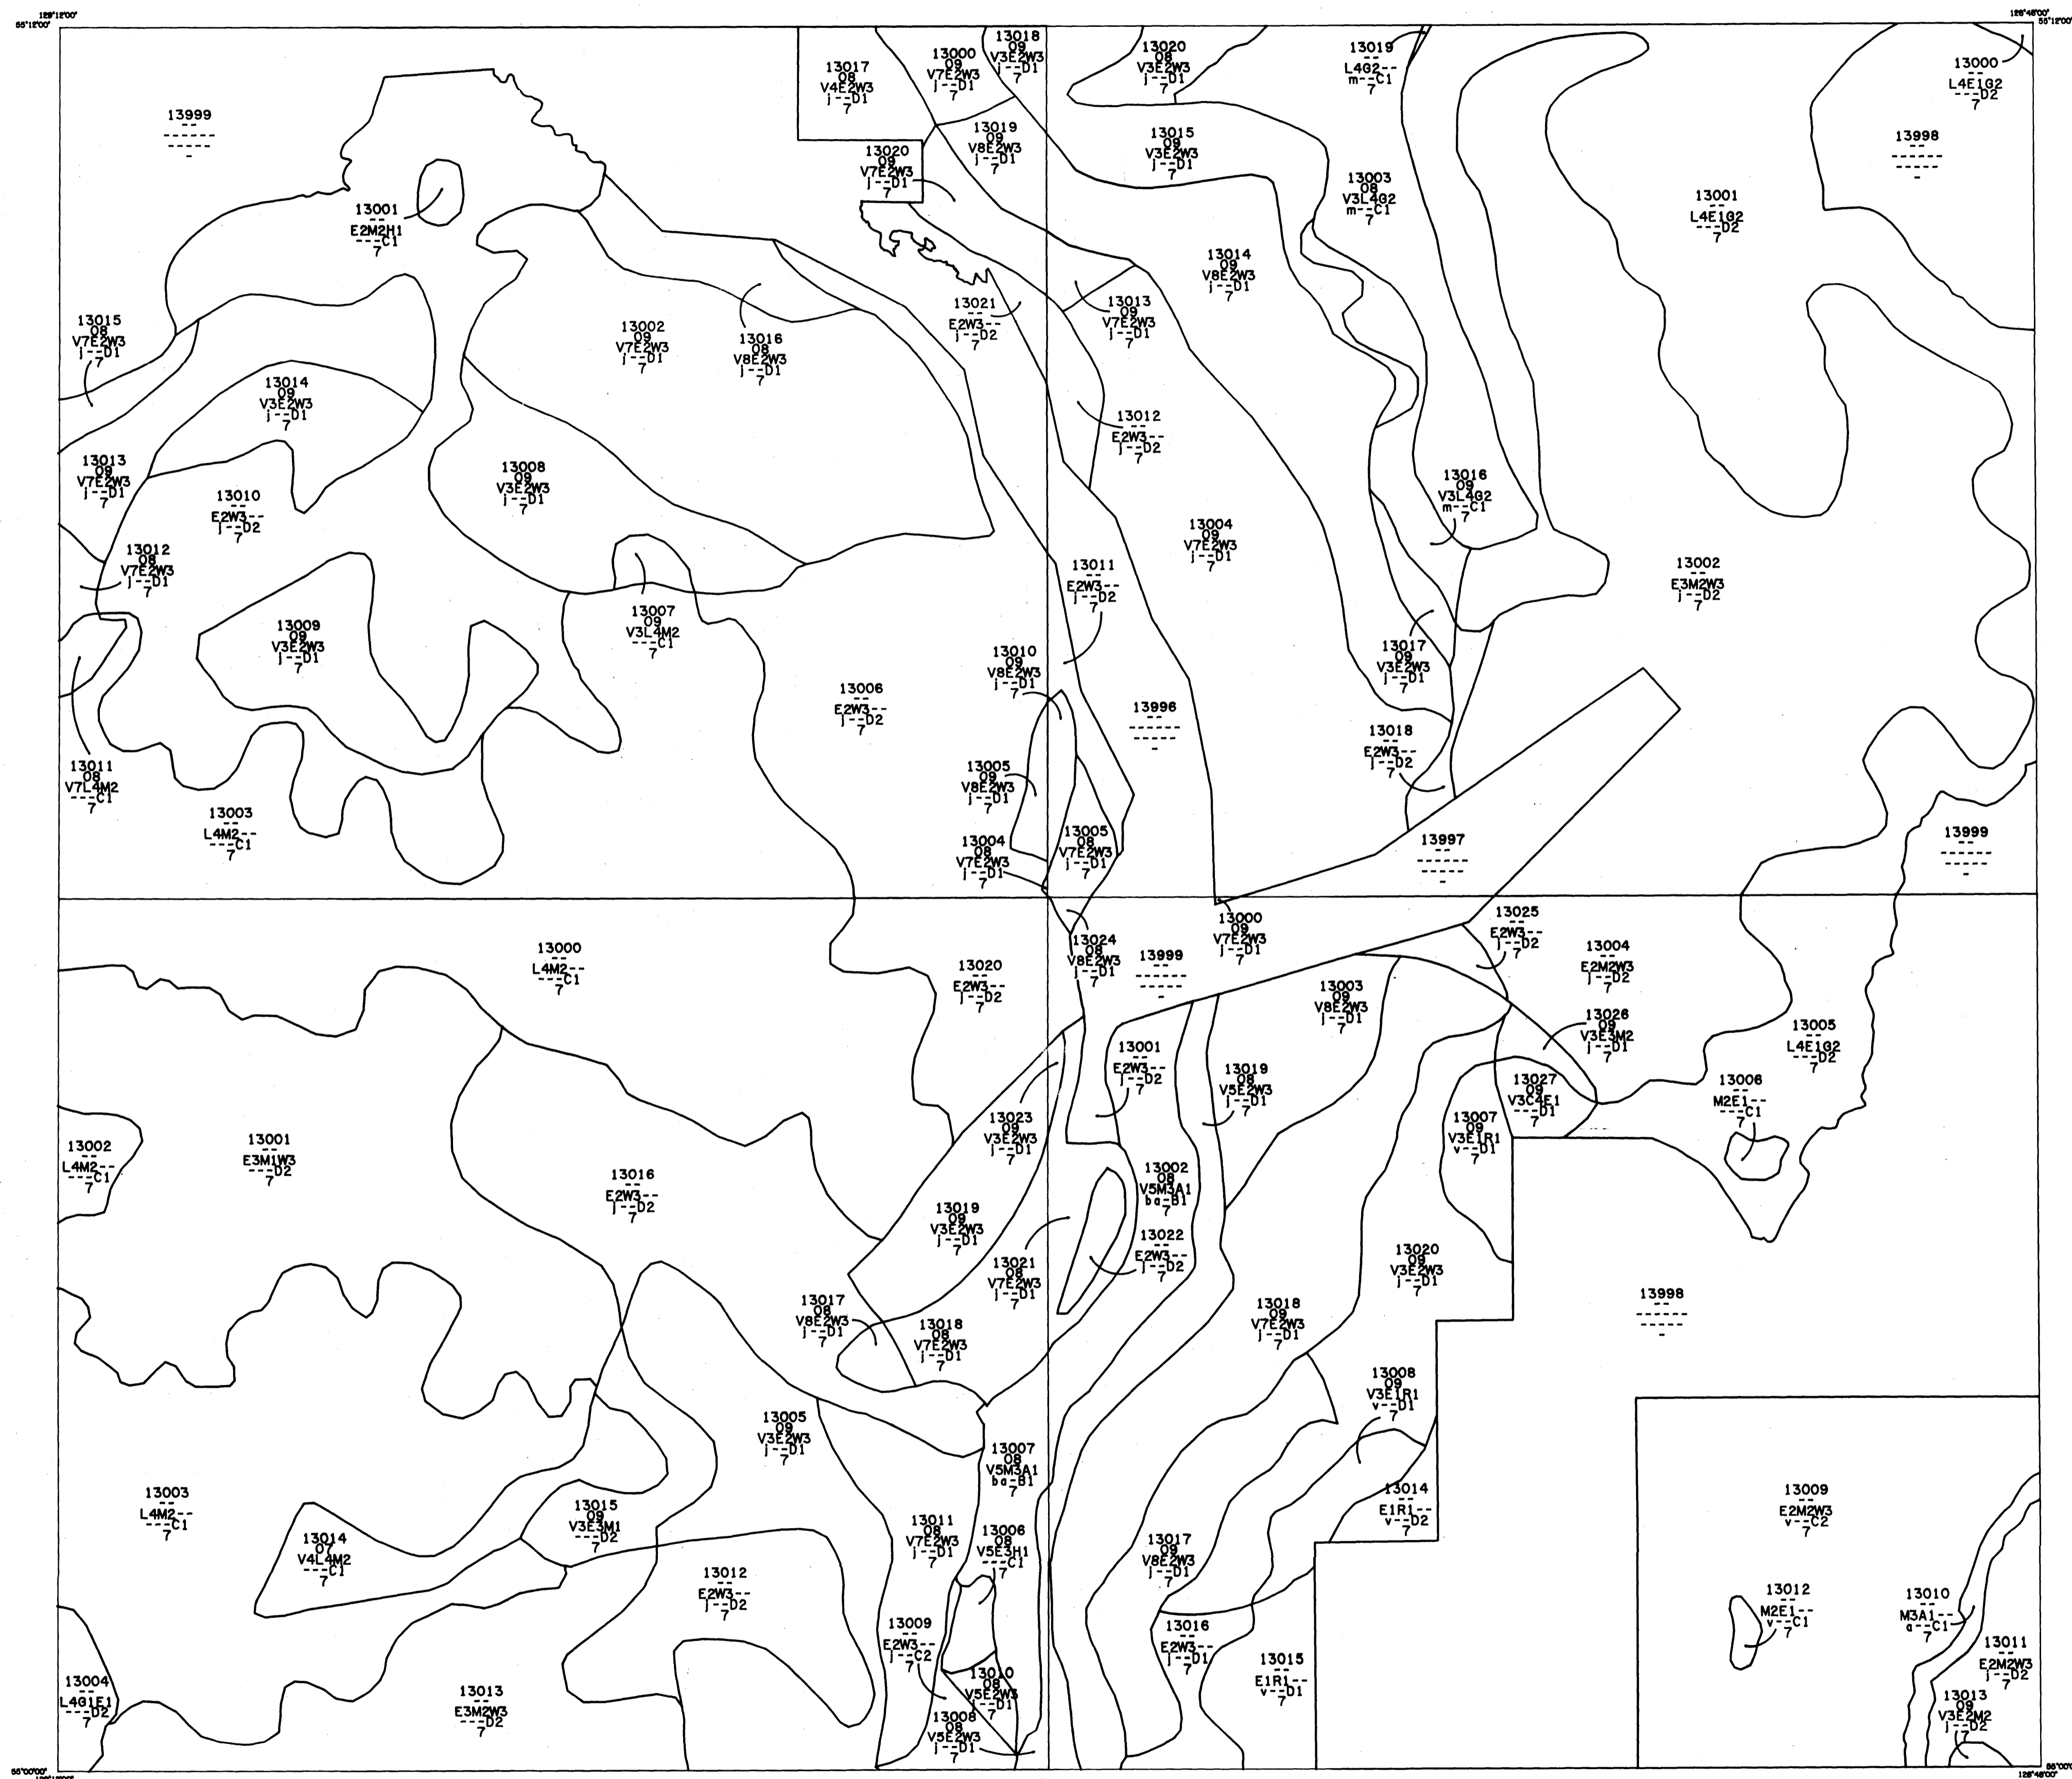 129°12'00"
55°12'00"
128°48'00"
55°12'00"
13999
--
------
-----
-
13017
08
V4E2W3
j--D1
7
13000
09
V7E2W3
j--D1
7
13018
09
V3E2W3
j--D1
7
13020
08
V3E2W3
j--D1
7
13019
--
L4G2--
m--C1
7
13000
--
L4E1G2
---D2
7
13998
--
------
-----
-
13019
09
V8E2W3
j--D1
7
13020
09
V7E2W3
j--D1
7
13015
09
V3E2W3
j--D1
7
13003
08
V3L4G2
m--C1
7
13001
--
L4E1G2
---D2
7
13001
--
E2M2H1
---C1
7
13014
09
V8E2W3
j--D1
7
13015
08
V7E2W3
j--D1
7
13002
09
V7E2W3
j--D1
7
13016
08
V8E2W3
j--D1
7
13021
--
E2W3--
j--D2
7
13013
09
V7E2W3
j--D1
7
13014
09
V3E2W3
j--D1
7
13012
--
E2W3--
j--D2
7
13013
09
V7E2W3
j--D1
7
13010
--
E2W3--
j--D2
7
13008
09
V3E2W3
j--D1
7
13016
09
V3L4G2
m--C1
7
13004
09
V7E2W3
j--D1
7
13012
08
V7E2W3
j--D1
7
13011
--
E2W3--
j--D2
7
13002
--
E3M2W3
j--D2
7
13009
09
V3E2W3
j--D1
7
13007
09
V3L4M2
---C1
7
13010
09
V8E2W3
j--D1
7
13017
09
V3E2W3
j--D1
7
13006
--
E2W3--
j--D2
7
13996
--
------
-----
-
13018
--
E2W3--
j--D2
7
13011
08
V7L4M2
---C1
7
13005
09
V8E2W3
j--D1
7
13003
--
L4M2--
---C1
7
13004
08
V7E2W3
j--D1
7
13005
08
V7E2W3
j--D1
7
13997
--
------
-----
-
13999
--
------
-----
-
13000
--
L4M2--
---C1
7
13020
--
E2W3--
j--D2
7
13024
08
V8E2W3
j--D1
7
13999
--
------
-----
-
13000
09
V7E2W3
j--D1
7
13025
--
E2W3--
j--D2
7
13004
--
E2M2W3
j--D2
7
13003
09
V8E2W3
j--D1
7
13026
09
V3E3M2
j--D1
7
13005
--
L4E1G2
---D2
7
13001
--
E2W3--
j--D2
7
13019
08
V5E2W3
j--D1
7
13027
09
V3C4E1
---D1
7
13006
--
M2E1--
---C1
7
13002
--
L4M2--
---C1
7
13001
--
E3M1W3
---D2
7
13023
09
V3E2W3
j--D1
7
13007
09
V3E1R1
v--D1
7
13016
--
E2W3--
j--D2
7
13002
08
V5M3A1
ba-B1
7
13019
09
V3E2W3
j--D1
7
13022
--
E2W3--
j--D2
7
13021
08
V7E2W3
j--D1
7
13020
09
V3E2W3
j--D1
7
13017
08
V8E2W3
j--D1
7
13018
08
V7E2W3
j--D1
7
13018
09
V7E2W3
j--D1
7
13998
--
------
-----
-
13008
09
V3E1R1
v--D1
7
13005
09
V3E2W3
j--D1
7
13007
08
V5M3A1
ba-B1
7
13003
--
L4M2--
---C1
7
13014
07
V4L4M2
---C1
7
13015
09
V3E3M1
---D2
7
13011
08
V7E2W3
j--D1
7
13006
08
V5E3H1
---C1
7
13017
09
V8E2W3
j--D1
7
13014
--
E1R1--
v--D2
7
13009
--
E2M2W3
v--C2
7
13012
--
E2W3--
j--D2
7
13012
--
M2E1--
v--C1
7
13010
--
M3A1--
a--C1
7
13009
--
E2W3--
j--C2
7
13016
--
E2W3--
j--D1
7
13015
--
E1R1--
v--D1
7
13011
--
E2M2W3
j--D2
7
13004
--
L4G1E1
---D2
7
13013
--
E3M2W3
---D2
7
13010
08
V5E2W3
j--D1
7
13008
08
V5E2W3
j--D1
7
13013
09
V3E2M2
j--D2
7
55°00'00"
128°48'00"